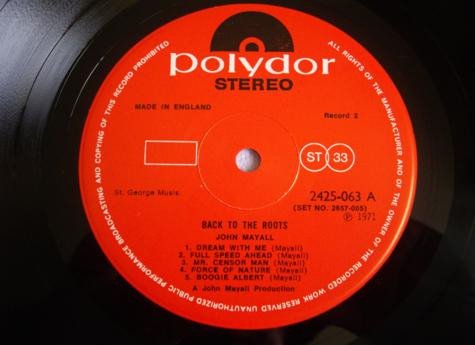 polydor
STEREO
MADE IN ENGLAND
Record 2
ST 33
St. George Music
2425-063 A
(SET NO. 2657-005)
℗ 1971
BACK TO THE ROOTS
JOHN MAYALL
1. DREAM WITH ME (Mayall)
2. FULL SPEED AHEAD (Mayall)
3. MR. CENSOR MAN (Mayall)
4. FORCE OF NATURE (Mayall)
5. BOOGIE ALBERT (Mayall)
A John Mayall Production
ALL RIGHTS OF THE MANUFACTURER AND OF THE OWNER OF THE RECORDED WORK RESERVED UNAUTHORIZED PUBLIC PERFORMANCE BROADCASTING AND COPYING OF THIS RECORD PROHIBITED